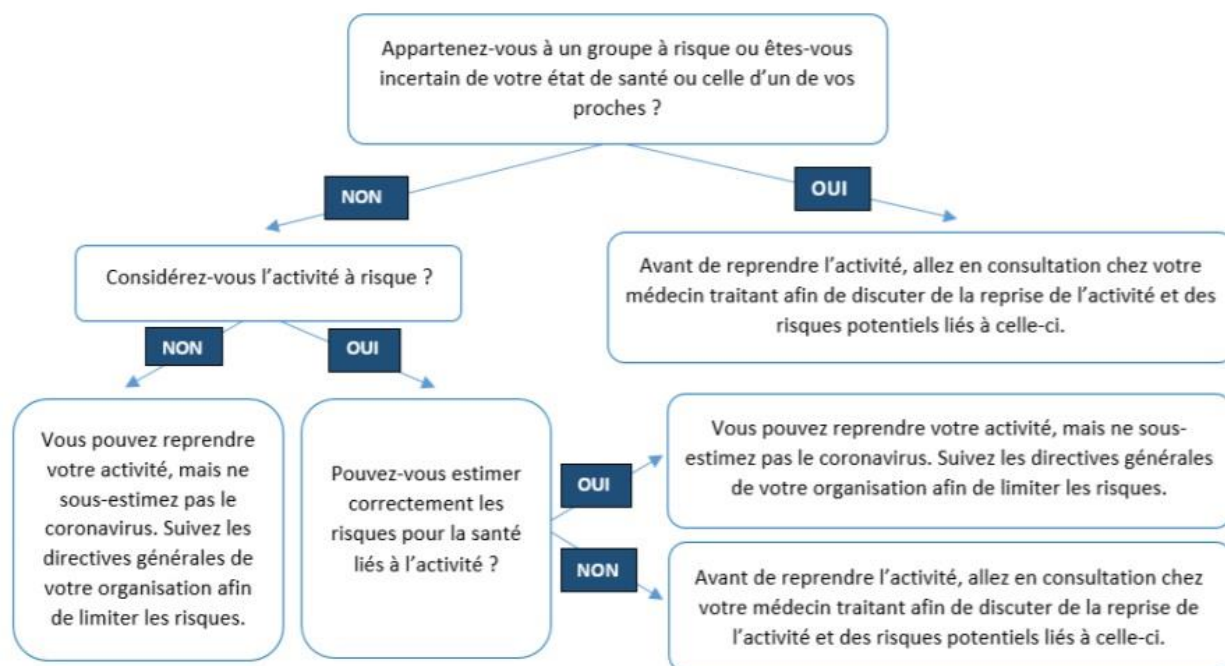 Appartenez-vous à un groupe à risque ou êtes-vous
incertain de votre état de santé ou celle d'un de vos
proches ?
NON
OUI
Considérez-vous l'activité à risque ?
Avant de reprendre l'activité, allez en consultation chez votre
médecin traitant afin de discuter de la reprise de l'activité et des
risques potentiels liés à celle-ci.
NON
OUI
Vous pouvez reprendre
votre activité, mais ne
sous-estimez pas le
coronavirus. Suivez les
directives générales de
votre organisation afin
de limiter les risques.
Pouvez-vous estimer
correctement les
risques pour la santé
liés à l'activité ?
OUI
Vous pouvez reprendre votre activité, mais ne sous-
estimez pas le coronavirus. Suivez les directives générales
de votre organisation afin de limiter les risques.
NON
Avant de reprendre l'activité, allez en consultation chez
votre médecin traitant afin de discuter de la reprise de
l'activité et des risques potentiels liés à celle-ci.